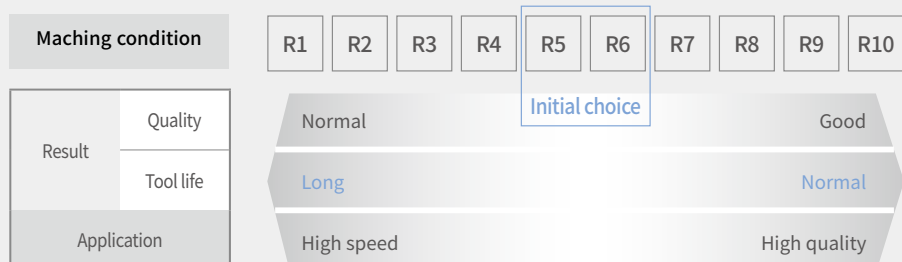 Maching condition
R1 R2 R3 R4 R5 R6 R7 R8 R9 R10
Initial choice
Result
Quality
Normal Good
Tool life
Long Normal
Application
High speed High quality